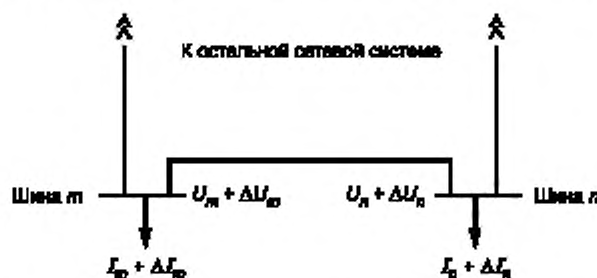 К остальной сетевой системе
Шина m
U_m + ΔU_m
U_n + ΔU_n
Шина n
I_m + ΔI_m
I_n + ΔI_n